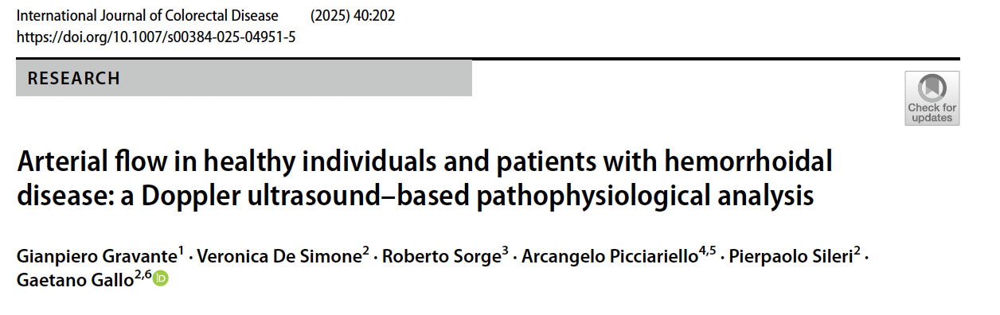 International Journal of Colorectal Disease (2025) 40:202
https://doi.org/10.1007/s00384-025-04951-5
RESEARCH
Check for
updates
Arterial flow in healthy individuals and patients with hemorrhoidal
disease: a Doppler ultrasound–based pathophysiological analysis
Gianpiero Gravante1 · Veronica De Simone2 · Roberto Sorge3 · Arcangelo Picciariello4,5 · Pierpaolo Sileri2 ·
Gaetano Gallo2,6 iD